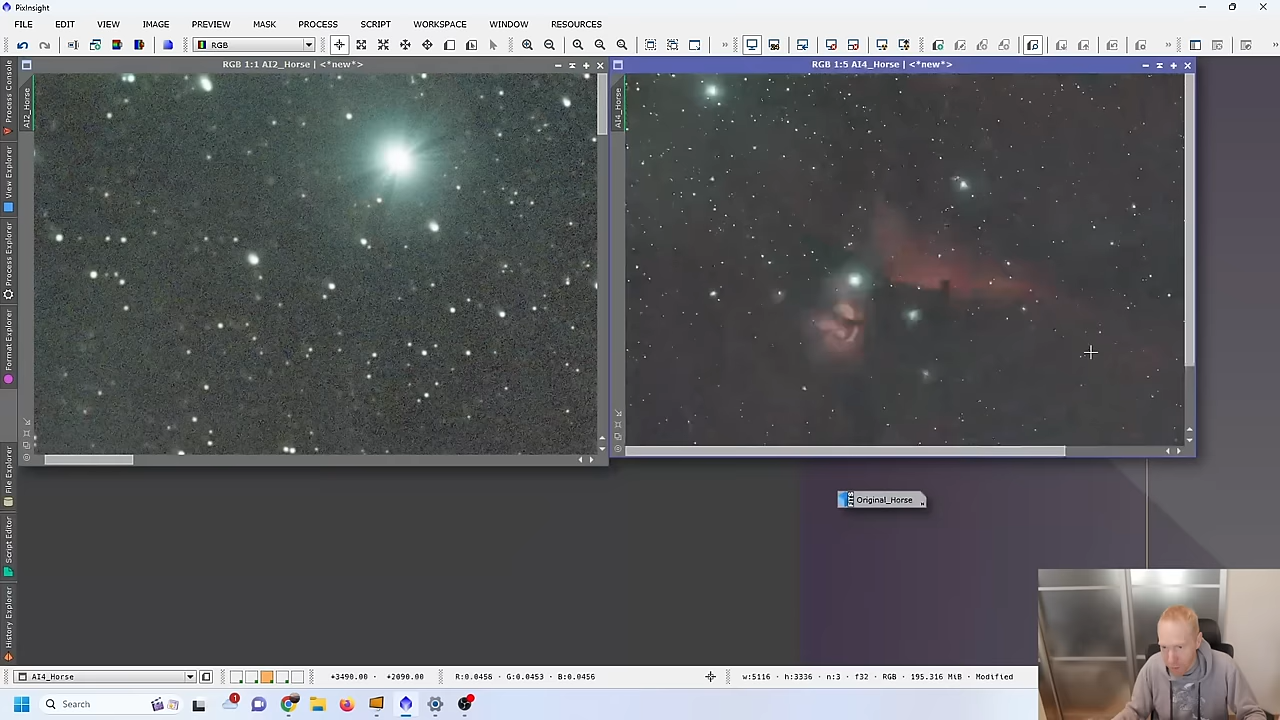 PixInsight
FILE EDIT VIEW IMAGE PREVIEW MASK PROCESS SCRIPT WORKSPACE WINDOW RESOURCES
RGB
RGB 1:1 AI2_Horse | <*new*>
RGB 1:5 AI4_Horse | <*new*>
AI2_Horse
AI4_Horse
Process Console
View Explorer
Process Explorer
Format Explorer
File Explorer
Script Editor
History Explorer
Original_Horse
AI4_Horse
+3490.00 · +2090.00
R:0.0456 · G:0.0453 · B:0.0456
w:5116 · h:3336 · n:3 · f32 · RGB · 195.316 MiB · Modified
Search